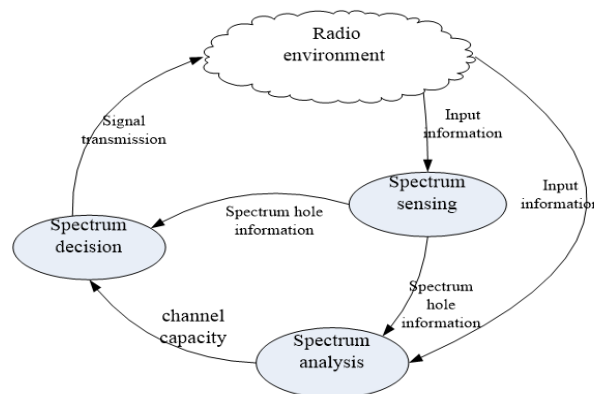 Radio
environment
Signal
transmission
Input
information
Input
information
Spectrum
sensing
Spectrum hole
information
Spectrum
decision
Spectrum
hole
information
channel
capacity
Spectrum
analysis